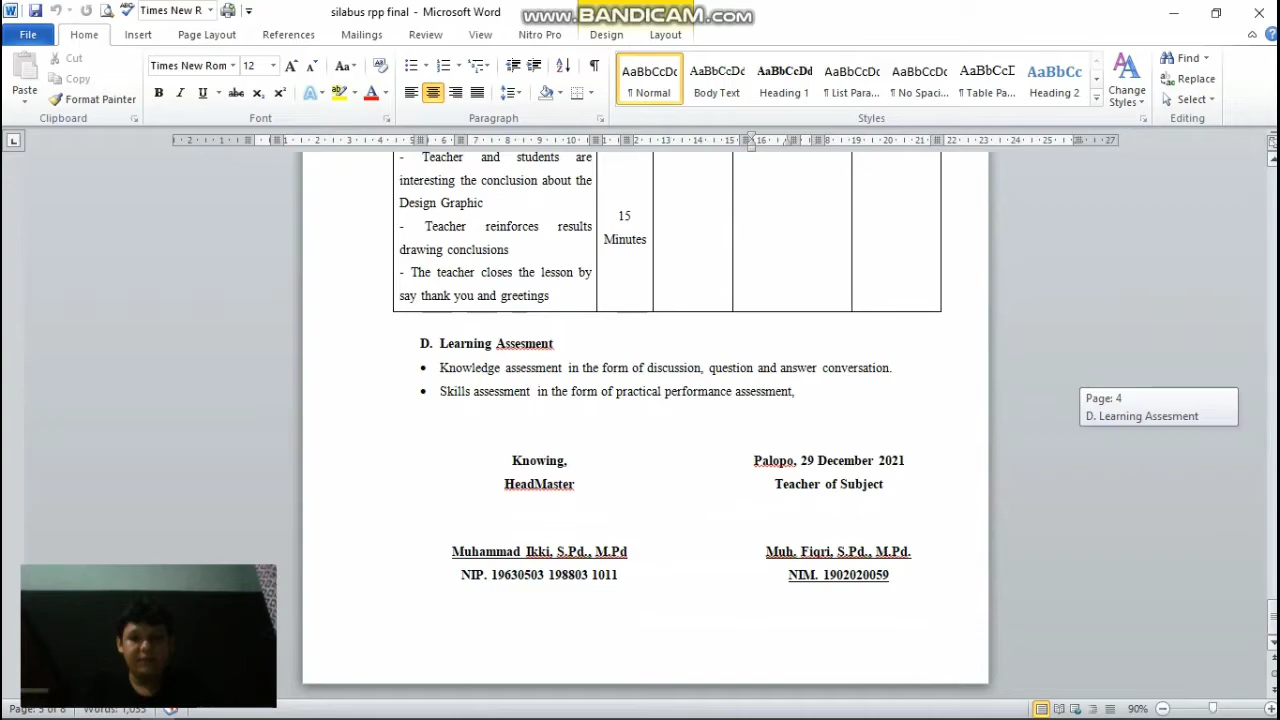 silabus rpp final - Microsoft Word
www.BANDICAM.com
Times New R
File Home Insert Page Layout References Mailings Review View Nitro Pro Design Layout
Paste
Cut
Copy
Format Painter
Clipboard
Times New Rom 12
Font
Paragraph
AaBbCcDc AaBbCcDd AaBbCcDd AaBbCcDc AaBbCcDc AaBbCcDc AaBbCc
¶ Normal Body Text Heading 1 ¶ List Para... ¶ No Spaci... ¶ Table Pa... Heading 2
Change Styles
Styles
Find
Replace
Select
Editing
- Teacher and students are
interesting the conclusion about the
Design Graphic
- Teacher reinforces results
drawing conclusions
- The teacher closes the lesson by
say thank you and greetings
15
Minutes
D. Learning Assesment
• Knowledge assessment in the form of discussion, question and answer conversation.
• Skills assessment in the form of practical performance assessment,
Page: 4
D. Learning Assesment
Knowing,
HeadMaster
Palopo, 29 December 2021
Teacher of Subject
Muhammad Ikki, S.Pd., M.Pd
NIP. 19630503 198803 1011
Muh. Fiqri, S.Pd., M.Pd.
NIM. 1902020059
Page: 5 of 8 Words: 1,055
90%